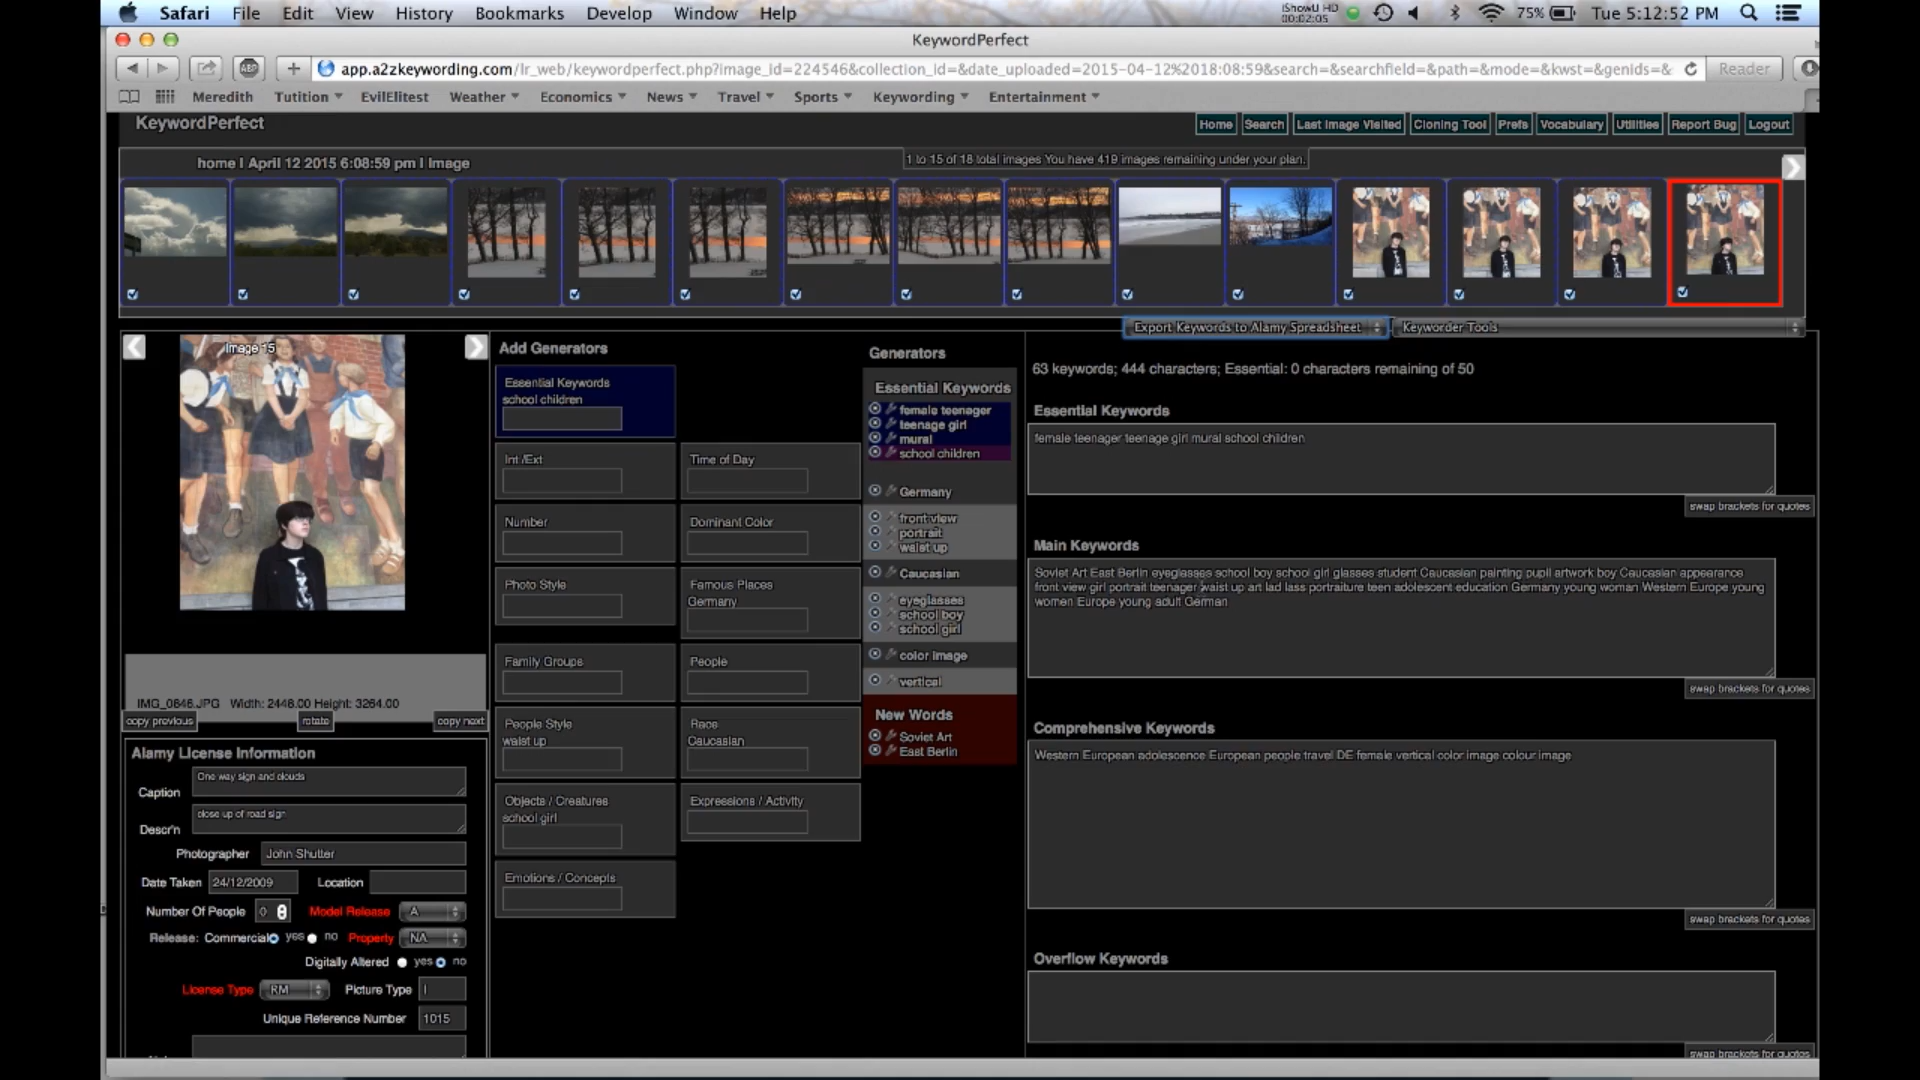 Safari File Edit View History Bookmarks Develop Window Help iShowU HD 00:02:05 75% Tue 5:12:52 PM
KeywordPerfect
ABP + app.a2zkeywording.com/lr_web/keywordperfect.php?image_id=224546&collection_id=&date_uploaded=2015-04-12%2018:08:59&search=&searchfield=&path=&mode=&kwst=&genids=& Reader
Meredith Tutition EvilElitest Weather Economics News Travel Sports Keywording Entertainment
KeywordPerfect
Home Search Last Image Visited Cloning Tool Prefs Vocabulary Utilities Report Bug Logout
home | April 12 2015 6:08:59 pm | Image
1 to 15 of 18 total images You have 419 images remaining under your plan.
Export Keywords to Alamy Spreadsheet Keyworder Tools
Image 15
IMG_0846.JPG Width: 2448.00 Height: 3264.00
copy previous rotate copy next
Alamy License Information
Caption One way sign and clouds
Descr'n close up of road sign
Photographer John Shutter
Date Taken 24/12/2009 Location
Number Of People 0 Model Release A
Release: Commercial yes no Property NA
Digitally Altered yes no
License Type RM Picture Type I
Unique Reference Number 1015
Add Generators
Essential Keywords
school children
Int /Ext Time of Day
Number Dominant Color
Photo Style Famous Places
Germany
Family Groups People
People Style Race
waist up Caucasian
Objects / Creatures Expressions / Activity
school girl
Emotions / Concepts
Generators
Essential Keywords
female teenager
teenage girl
mural
school children
Germany
front view
portrait
waist up
Caucasian
eyeglasses
school boy
school girl
color image
vertical
New Words
Soviet Art
East Berlin
63 keywords; 444 characters; Essential: 0 characters remaining of 50
Essential Keywords
female teenager teenage girl mural school children
swap brackets for quotes
Main Keywords
Soviet Art East Berlin eyeglasses school boy school girl glasses student Caucasian painting pupil artwork boy Caucasian appearance
front view girl portrait teenager waist up art lad lass portraiture teen adolescent education Germany young woman Western Europe young
women Europe young adult German
swap brackets for quotes
Comprehensive Keywords
Western European adolescence European people travel DE female vertical color image colour image
swap brackets for quotes
Overflow Keywords
swap brackets for quotes